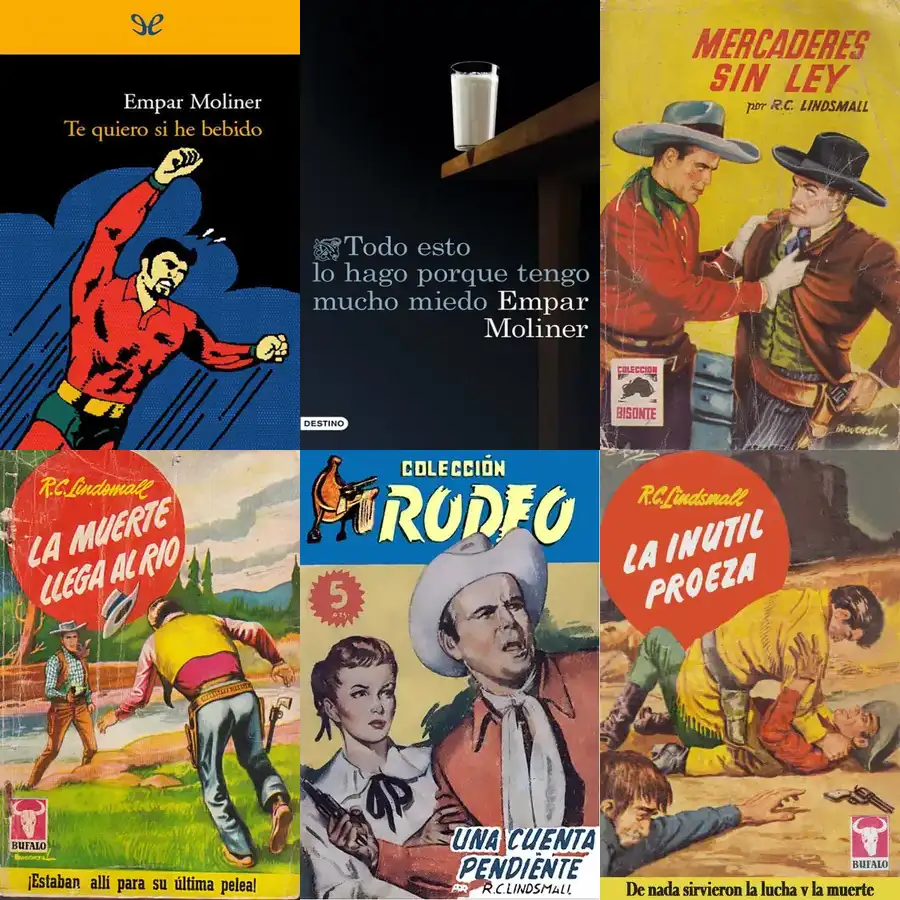 Empar Moliner
Te quiero si he bebido
Todo esto
lo hago porque tengo
mucho miedo Empar
Moliner
DESTINO
MERCADERES
SIN LEY
por R.C. LINDSMALL
COLECCION
BISONTE
R.C. Lindsmall
LA MUERTE
LLEGA AL RIO
BUFALO
¡Estaban allí para su última pelea!
COLECCIÓN
RODEO
5
UNA CUENTA
PENDIENTE
POR R.C. LINDSMALL
R.C. Lindsmall
LA INUTIL
PROEZA
BUFALO
De nada sirvieron la lucha y la muerte